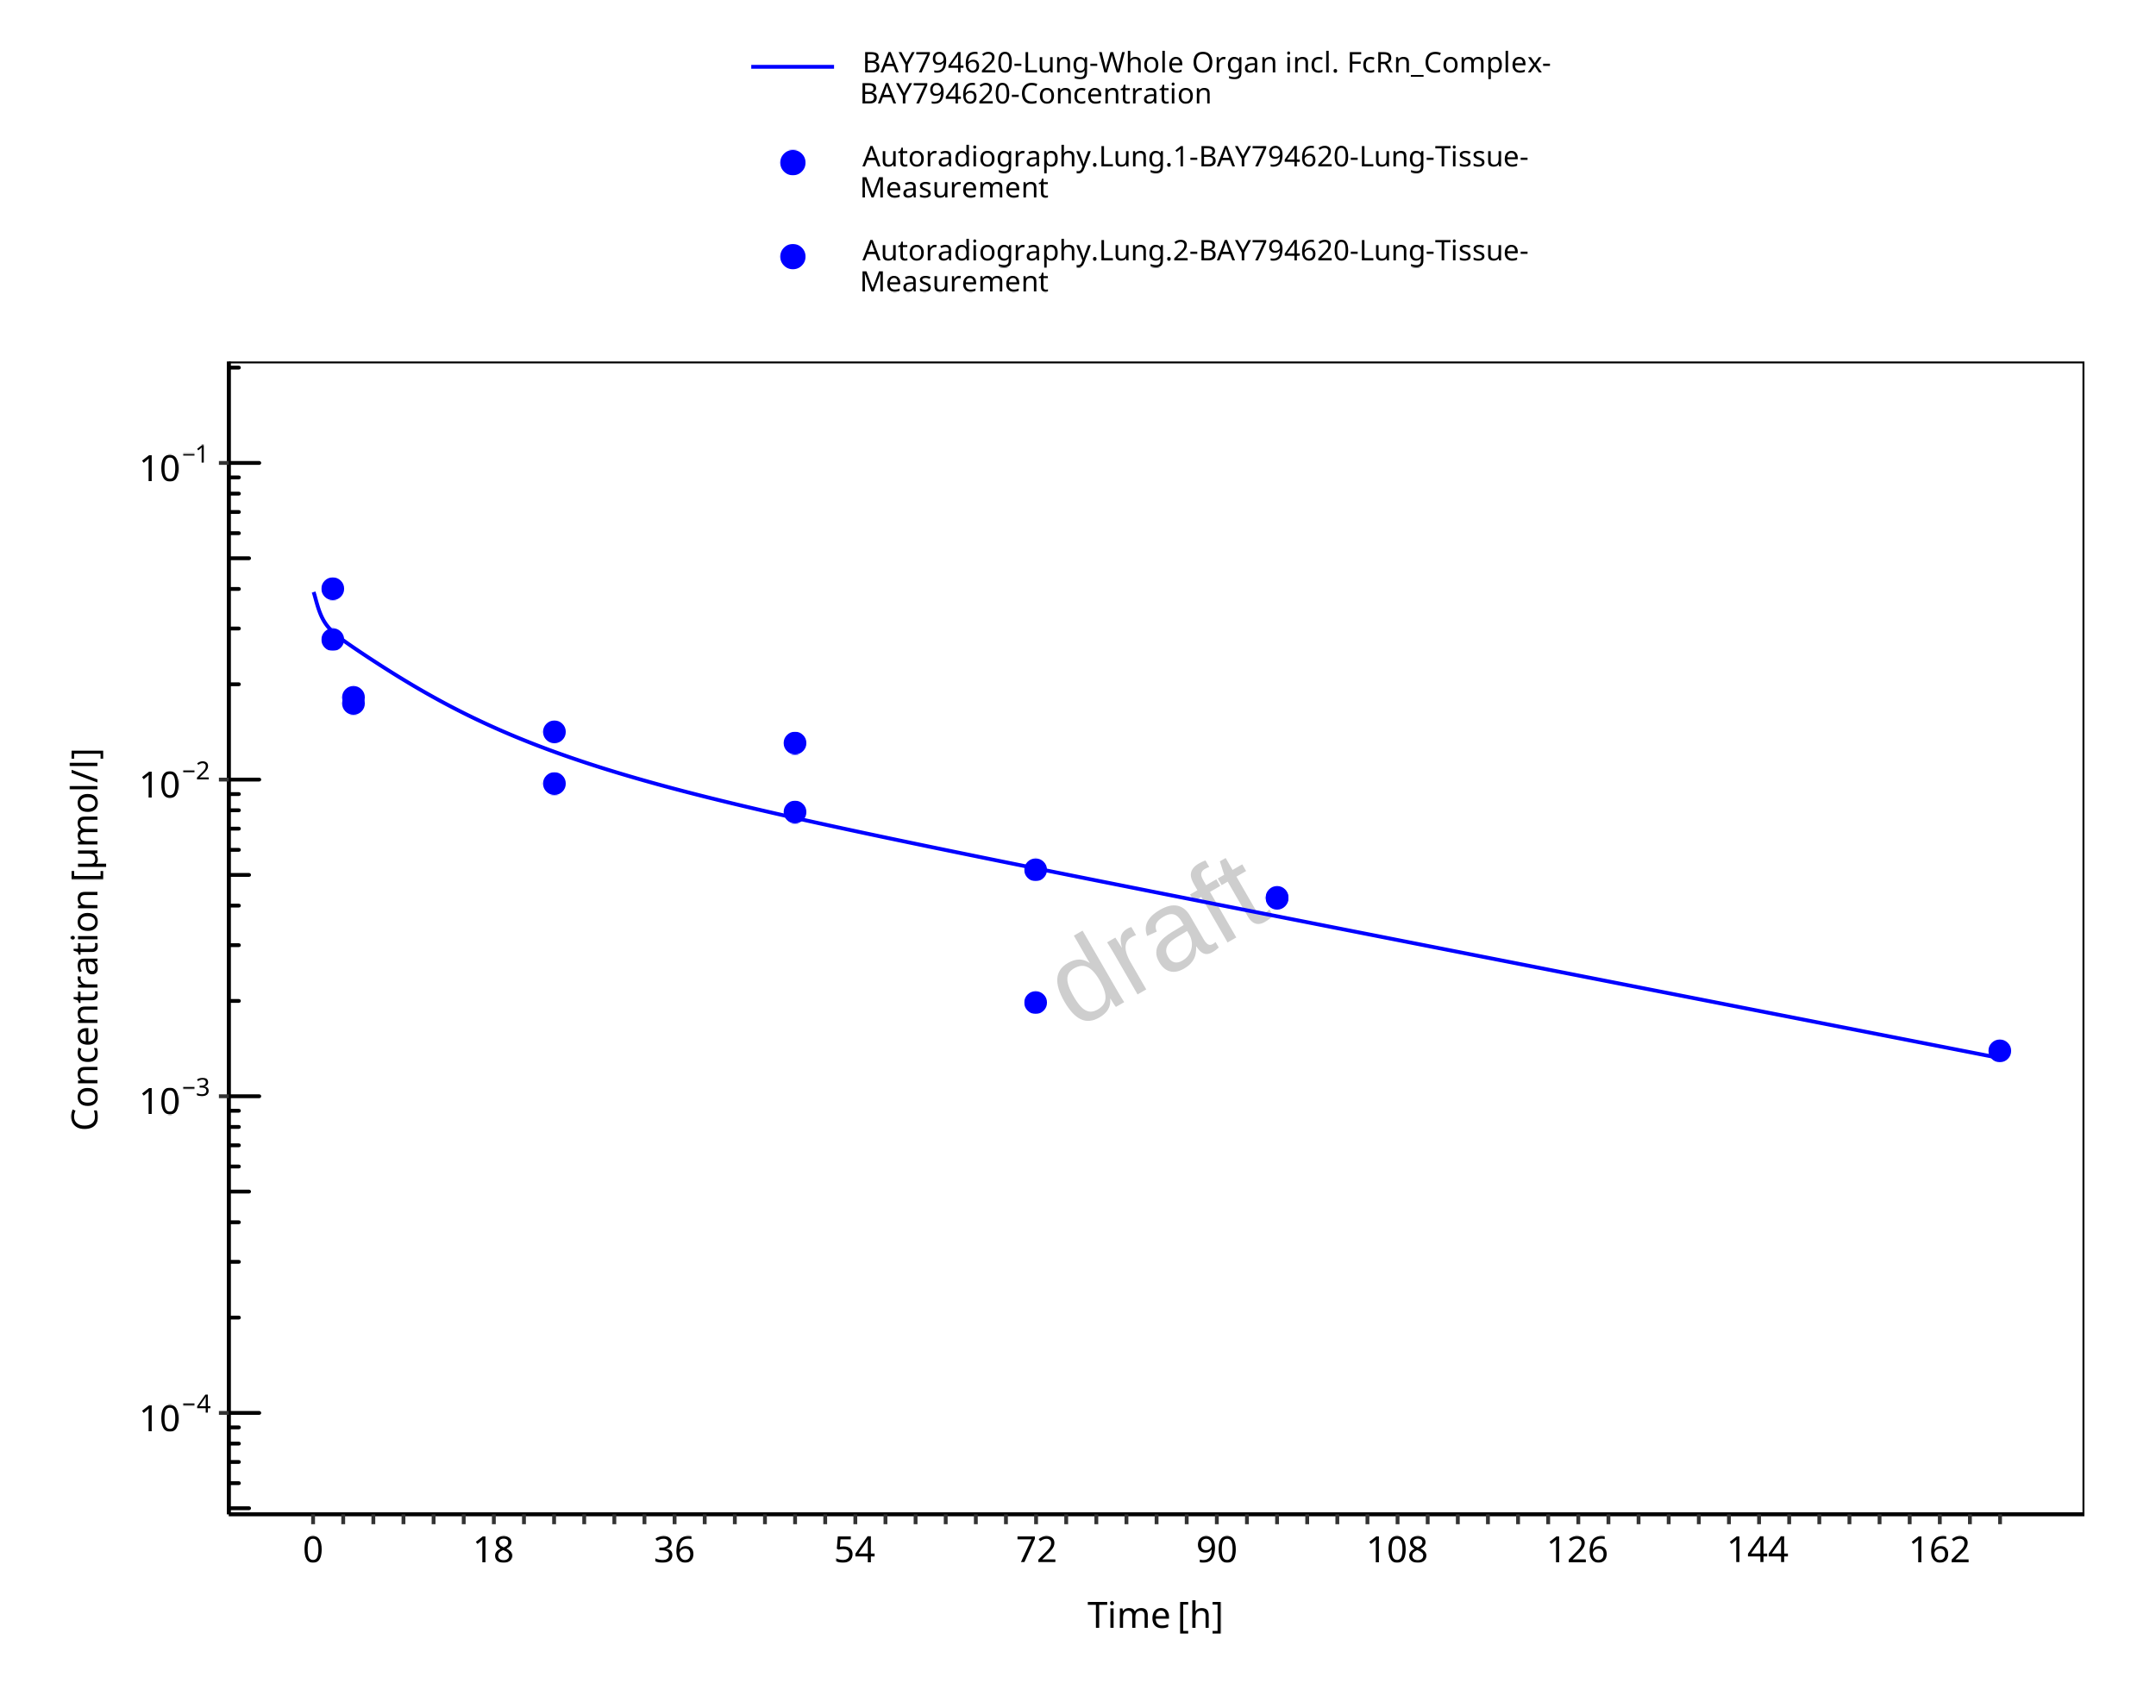 BAY794620-Lung-Whole Organ incl. FcRn_Complex-
BAY794620-Concentration
Autoradiography.Lung.1-BAY794620-Lung-Tissue-
Measurement
Autoradiography.Lung.2-BAY794620-Lung-Tissue-
Measurement
10⁻¹
10⁻²
10⁻³
10⁻⁴
Concentration [µmol/l]
draft
0 18 36 54 72 90 108 126 144 162
Time [h]